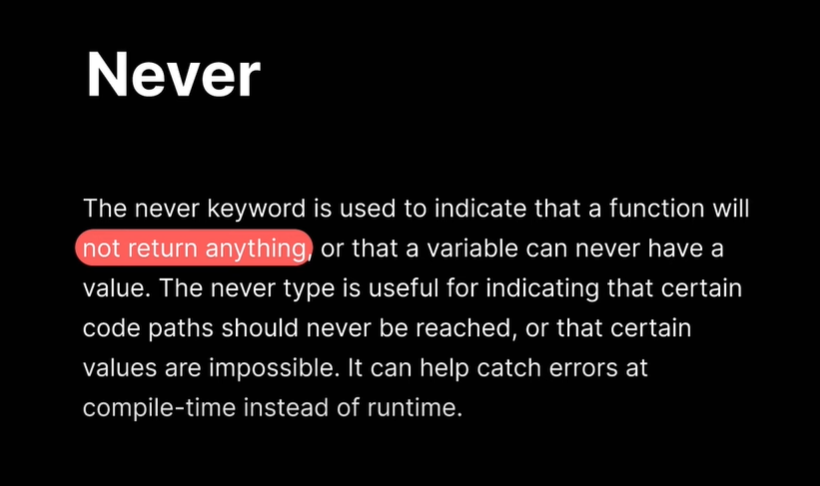 Never
The never keyword is used to indicate that a function will
not return anything, or that a variable can never have a
value. The never type is useful for indicating that certain
code paths should never be reached, or that certain
values are impossible. It can help catch errors at
compile-time instead of runtime.